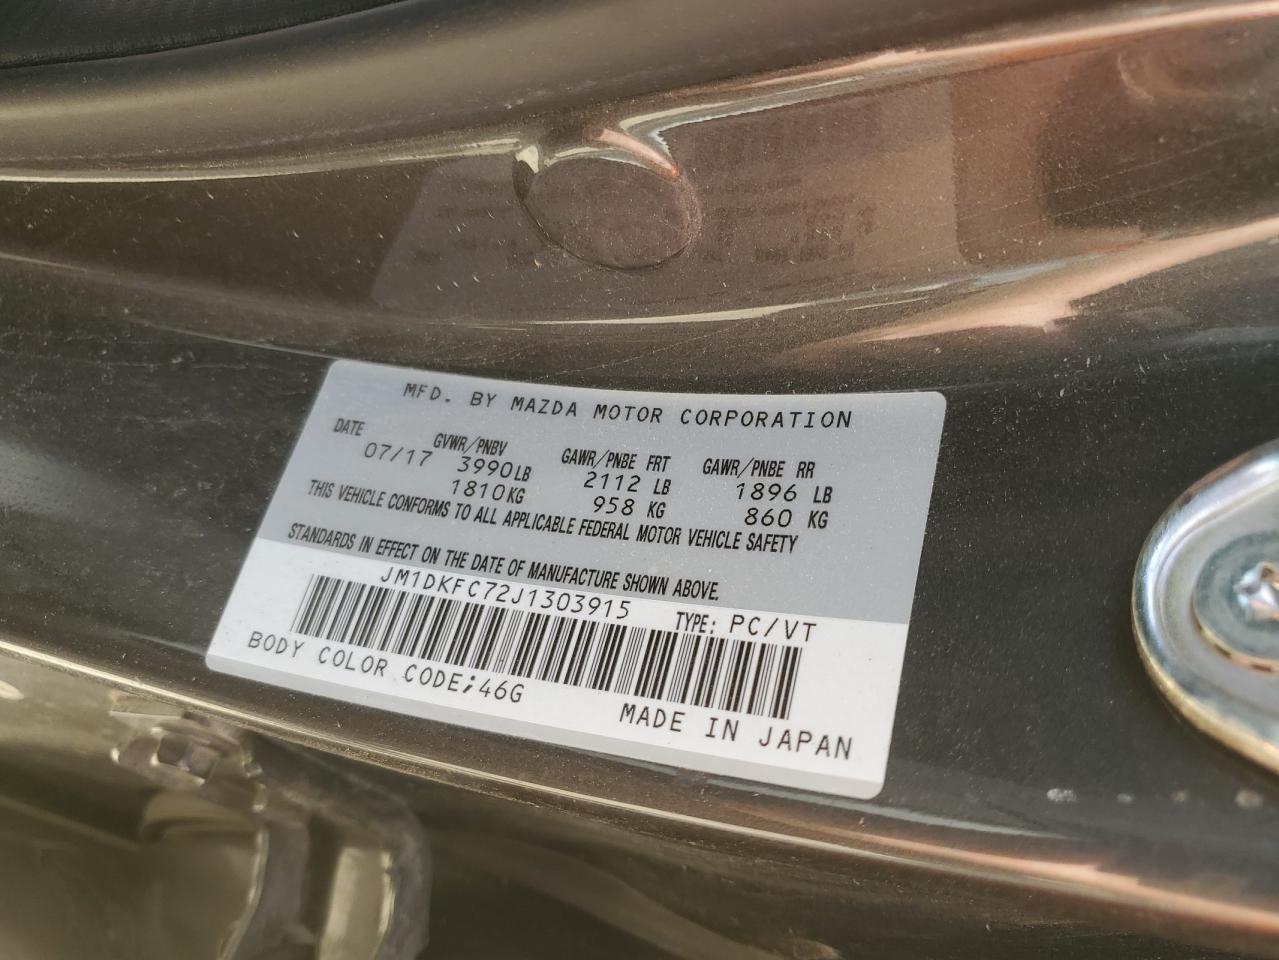 MFD. BY MAZDA MOTOR CORPORATION
DATE GVWR/PNBV GAWR/PNBE FRT GAWR/PNBE RR
07/17 3990LB 2112 LB 1896 LB
1810KG 958 KG 860 KG
THIS VEHICLE CONFORMS TO ALL APPLICABLE FEDERAL MOTOR VEHICLE SAFETY
STANDARDS IN EFFECT ON THE DATE OF MANUFACTURE SHOWN ABOVE.
JM1DKFC72J1303915 TYPE: PC/VT
BODY COLOR CODE;46G
MADE IN JAPAN